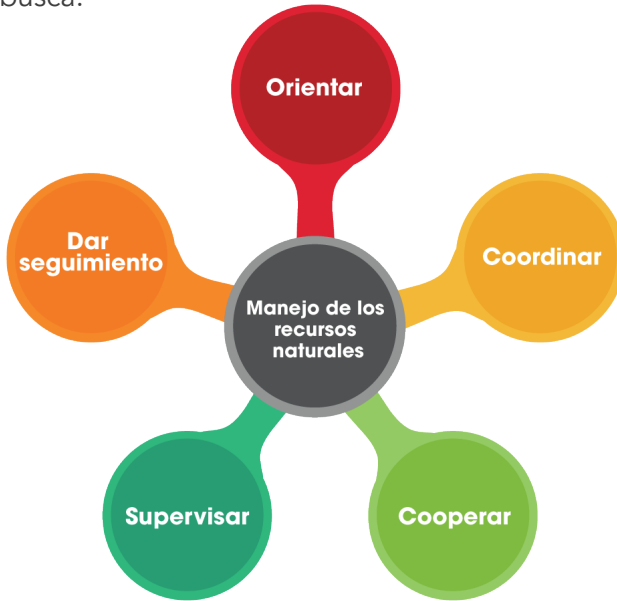 busca:
Orientar
Dar
seguimiento
Coordinar
Manejo de los
recursos
naturales
Supervisar
Cooperar